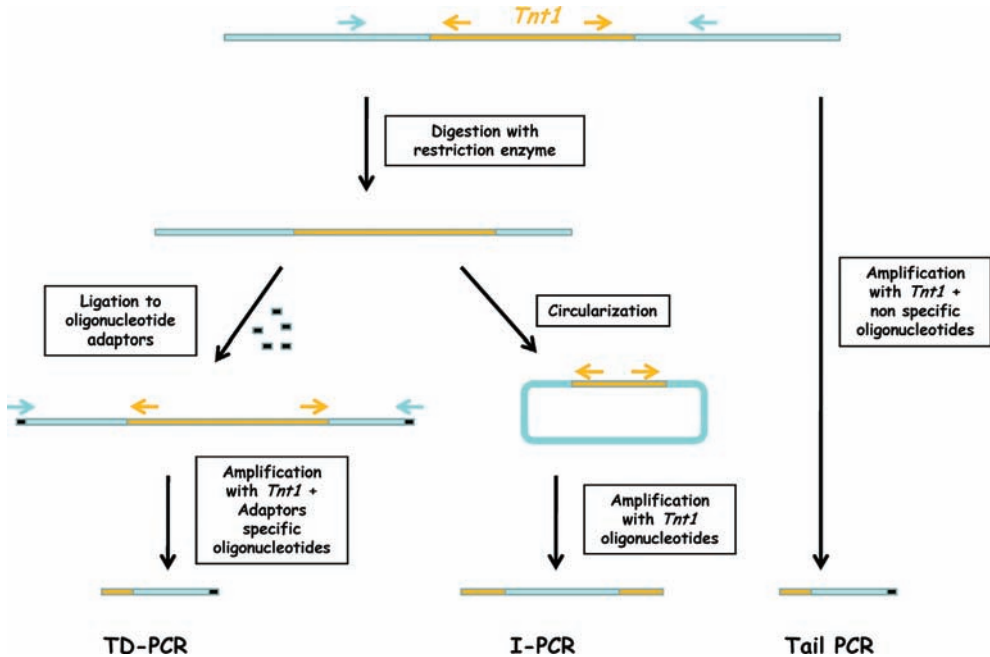 Tnt1
Digestion with
restriction enzyme
Ligation to
oligonucleotide
adaptors
Circularization
Amplification
with Tnt1 +
non specific
oligonucleotides
Amplification
with Tnt1 +
Adaptors
specific
oligonucleotides
Amplification
with Tnt1
oligonucleotides
TD-PCR
I-PCR
Tail PCR